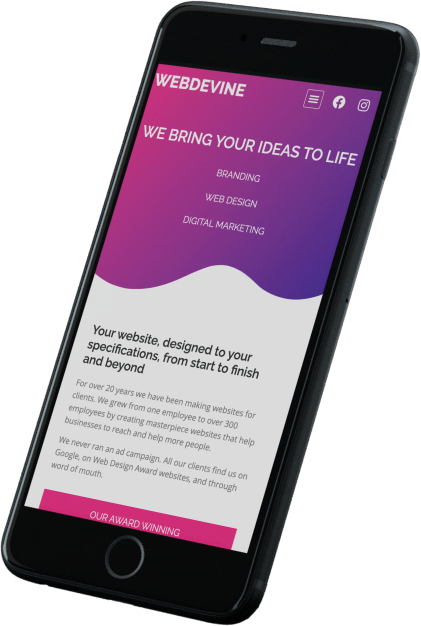 WEBDEVINE
WE BRING YOUR IDEAS TO LIFE
BRANDING
WEB DESIGN
DIGITAL MARKETING
Your website, designed to your
specifications, from start to finish
and beyond
For over 20 years we have been making websites for
clients. We grew from one employee to over 300
employees by creating masterpiece websites that help
businesses to reach and help more people.
We never ran an ad campaign. All our clients find us on
Google, on Web Design Award websites, and through
word of mouth.
OUR AWARD WINNING